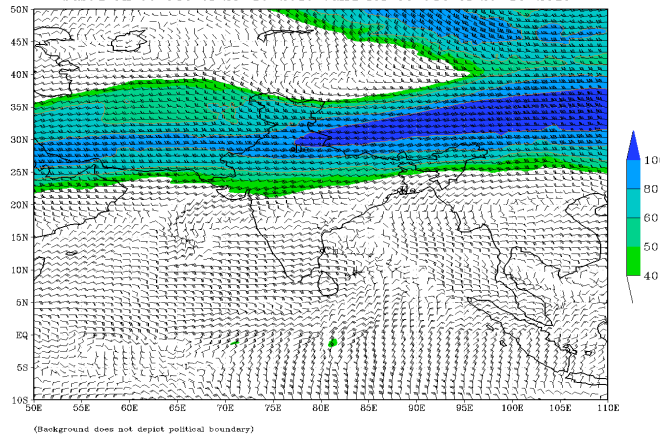 50N
45N
40N
35N
30N
25N
20N
15N
10N
5N
EQ
5S
10S
50E 55E 60E 65E 70E 75E 80E 85E 90E 95E 100E 105E 110E
100
80
60
50
40
(Background does not depict political boundary)